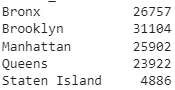 Bronx 26757
Brooklyn 31104
Manhattan 25902
Queens 23922
Staten Island 4886